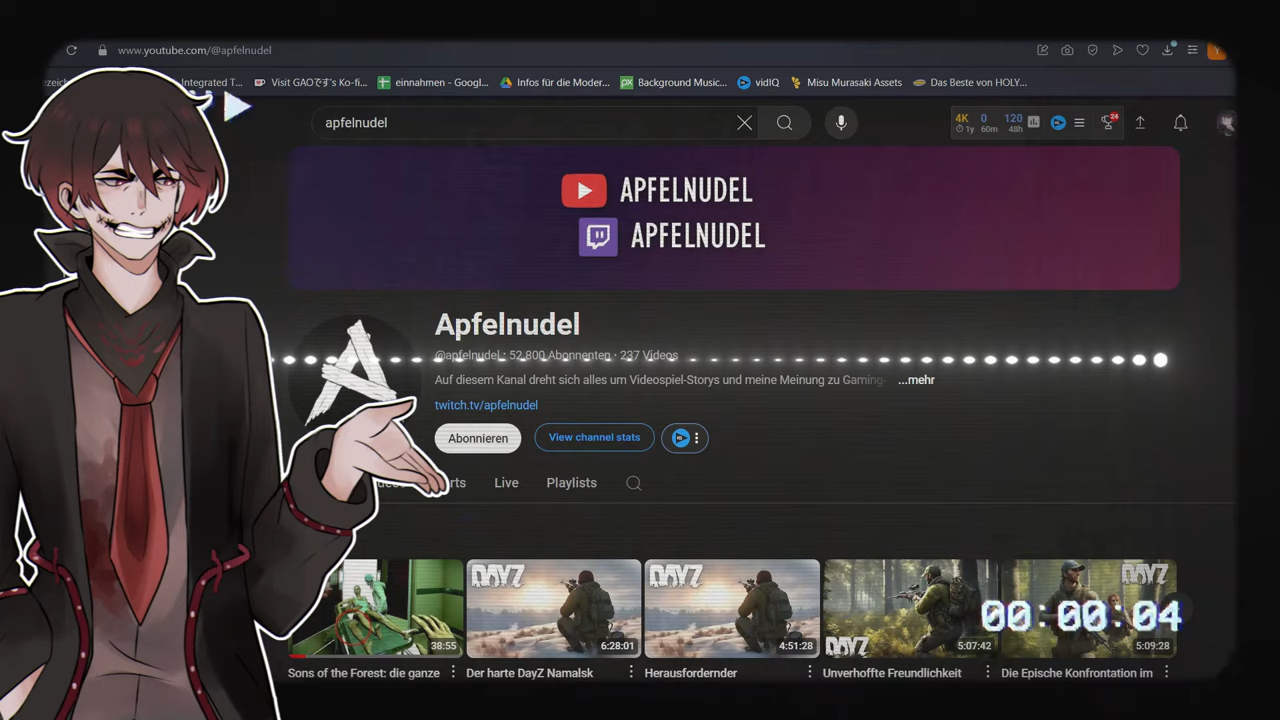 www.youtube.com/@apfelnudel
Integrated T... Visit GAOです's Ko-fi... einnahmen - Googl... Infos für die Moder... Background Music... vidIQ Misu Murasaki Assets Das Beste von HOLY...
apfelnudel
4K 0 120 24
1y 60m 48h
APFELNUDEL
APFELNUDEL
Apfelnudel
@apfelnudel · 52.800 Abonnenten · 237 Videos
Auf diesem Kanal dreht sich alles um Videospiel-Storys und meine Meinung zu Gaming- ...mehr
twitch.tv/apfelnudel
Abonnieren View channel stats
Live Playlists
DAYZ DAYZ DAYZ DAYZ
00:00:04
38:55 6:28:01 4:51:28 5:07:42 5:09:28
Sons of the Forest: die ganze Der harte DayZ Namalsk Herausfordernder Unverhoffte Freundlichkeit Die Epische Konfrontation im